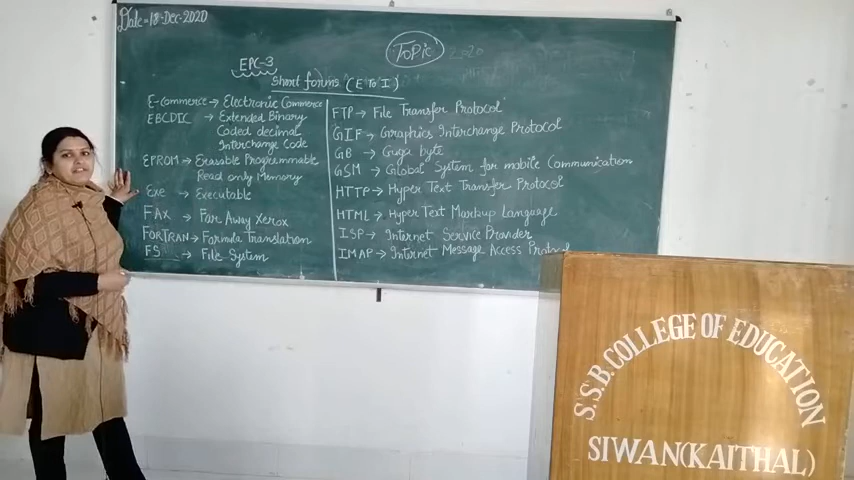 Date=18-Dec-2020
Topic
EPC-3
Short forms (E To I)
E-Commerce → Electronic Commerce
EBCDIC → Extended Binary
Coded decimal
Interchange Code
EPROM → Erasable Programmable
Read only Memory
Exe → Executable
FAx → Far Away Xerox
FORTRAN → Formula Translation
FS → File System
FTP → File Transfer Protocol
GIF → Graphics Interchange Protocol
GB → Giga byte
GSM → Global System for mobile Communication
HTTP → Hyper Text Transfer Protocol
HTML → Hyper Text Markup Language
ISP → Internet Service Provider
IMAP → Internet Message Access Protocol
S.S.B. COLLEGE OF EDUCATION
SIWAN(KAITHAL)